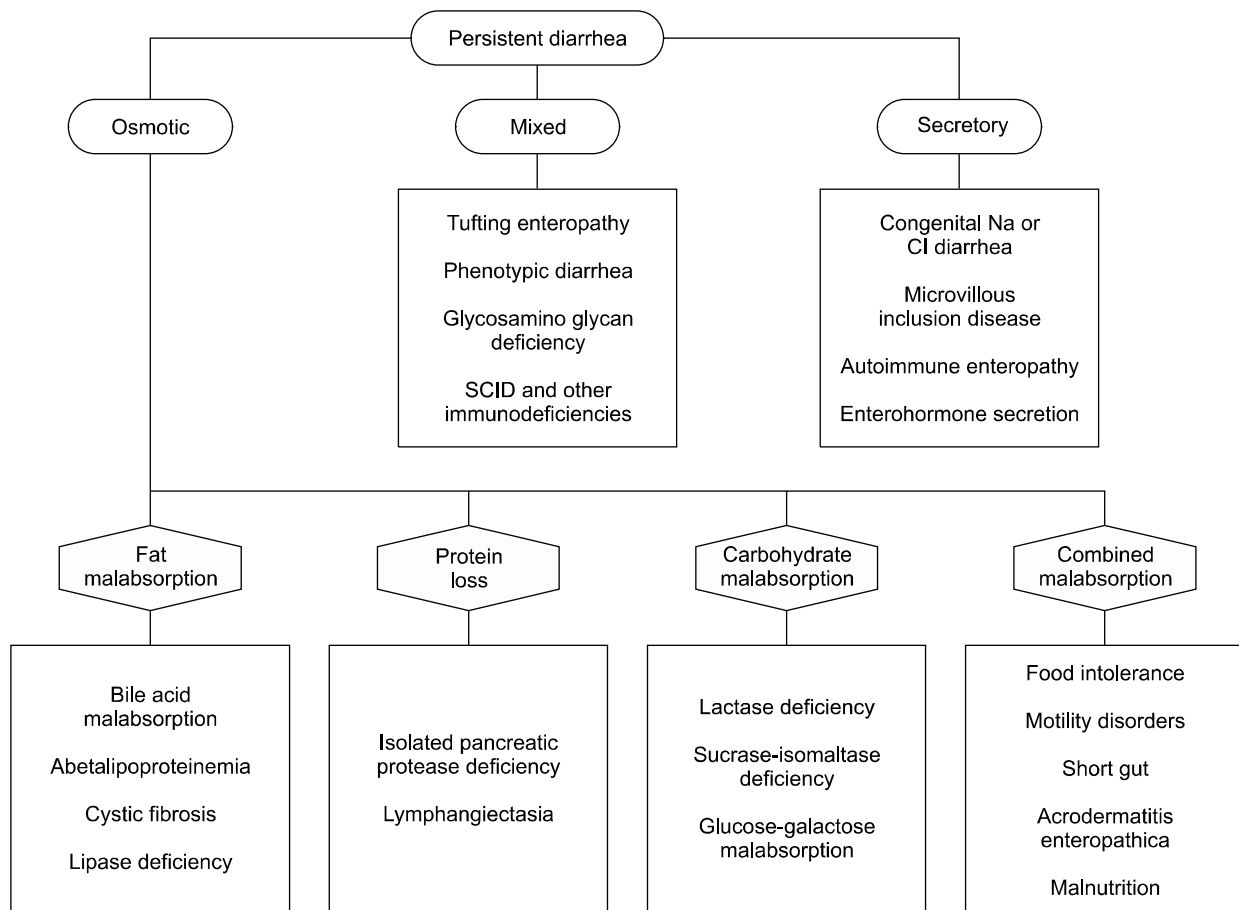 Persistent diarrhea
Osmotic
Mixed
Secretory
Tufting enteropathy
Phenotypic diarrhea
Glycosamino glycan
deficiency
SCID and other
immunodeficiencies
Congenital Na or
Cl diarrhea
Microvillous
inclusion disease
Autoimmune enteropathy
Enterohormone secretion
Fat
malabsorption
Protein
loss
Carbohydrate
malabsorption
Combined
malabsorption
Bile acid
malabsorption
Abetalipoproteinemia
Cystic fibrosis
Lipase deficiency
Isolated pancreatic
protease deficiency
Lymphangiectasia
Lactase deficiency
Sucrase-isomaltase
deficiency
Glucose-galactose
malabsorption
Food intolerance
Motility disorders
Short gut
Acrodermatitis
enteropathica
Malnutrition